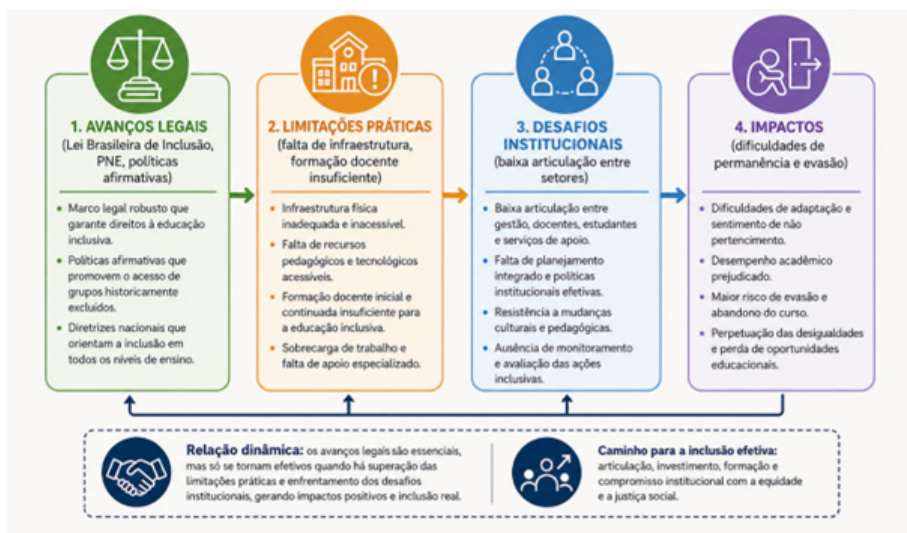 1. AVANÇOS LEGAIS
(Lei Brasileira de Inclusão,
PNE, políticas
afirmativas)
• Marco legal robusto que
garante direitos à educação
inclusiva.
• Políticas afirmativas que
promovem o acesso de
grupos historicamente
excluídos.
• Diretrizes nacionais que
orientam a inclusão em
todos os níveis de ensino.
2. LIMITAÇÕES PRÁTICAS
(falta de infraestrutura,
formação docente
insuficiente)
• Infraestrutura física
inadequada e inacessível.
• Falta de recursos
pedagógicos e tecnológicos
acessíveis.
• Formação docente inicial e
continuada insuficiente para
a educação inclusiva.
• Sobrecarga de trabalho e
falta de apoio especializado.
3. DESAFIOS
INSTITUCIONAIS
(baixa articulação entre
setores)
• Baixa articulação entre
gestão, docentes, estudantes
e serviços de apoio.
• Falta de planejamento
integrado e políticas
institucionais efetivas.
• Resistência a mudanças
culturais e pedagógicas.
• Ausência de monitoramento
e avaliação das ações
inclusivas.
4. IMPACTOS
(dificuldades de
permanência e evasão)
• Dificuldades de adaptação e
sentimento de não
pertencimento.
• Desempenho acadêmico
prejudicado.
• Maior risco de evasão e
abandono do curso.
• Perpetuação das desigualdades
e perda de oportunidades
educacionais.
Relação dinâmica: os avanços legais são essenciais,
mas só se tornam efetivos quando há superação das
limitações práticas e enfrentamento dos desafios
institucionais, gerando impactos positivos e inclusão real.
Caminho para a inclusão efetiva:
articulação, investimento, formação e
compromisso institucional com a equidade
e a justiça social.